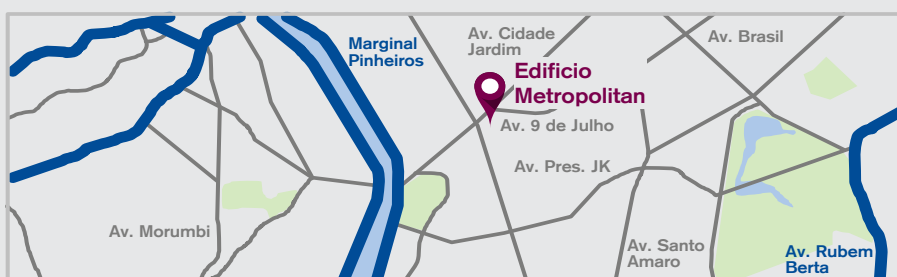 Av. Cidade
Jardim
Av. Brasil
Marginal
Pinheiros
Edificio
Metropolitan
Av. 9 de Julho
Av. Pres. JK
Av. Morumbi
Av. Santo
Amaro
Av. Rubem
Berta